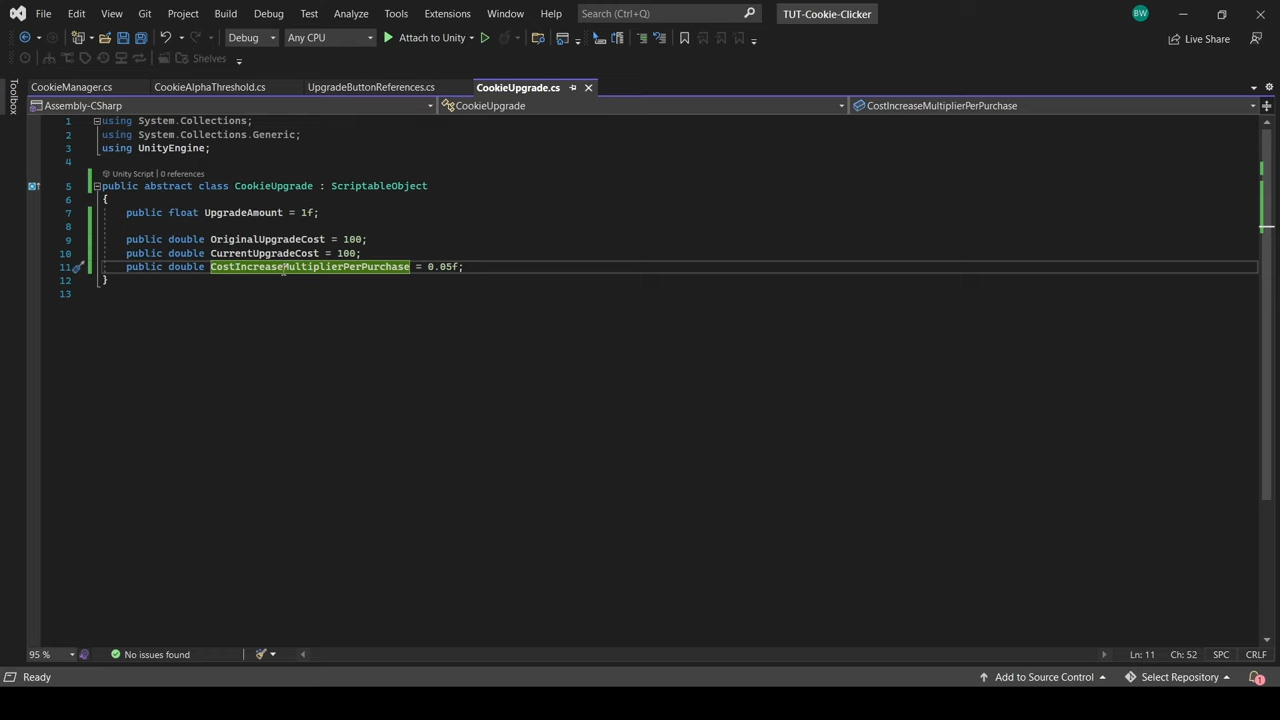 File Edit View Git Project Build Debug Test Analyze Tools Extensions Window Help Search (Ctrl+Q) TUT-Cookie-Clicker BW
Debug Any CPU Attach to Unity Live Share
Shelves
Toolbox
CookieManager.cs CookieAlphaThreshold.cs UpgradeButtonReferences.cs CookieUpgrade.cs
Assembly-CSharp CookieUpgrade CostIncreaseMultiplierPerPurchase
1 using System.Collections;
2 using System.Collections.Generic;
3 using UnityEngine;
4
Unity Script | 0 references
5 public abstract class CookieUpgrade : ScriptableObject
6 {
7 public float UpgradeAmount = 1f;
8
9 public double OriginalUpgradeCost = 100;
10 public double CurrentUpgradeCost = 100;
11 public double CostIncreaseMultiplierPerPurchase = 0.05f;
12 }
13
95 % No issues found Ln: 11 Ch: 52 SPC CRLF
Ready Add to Source Control Select Repository 1